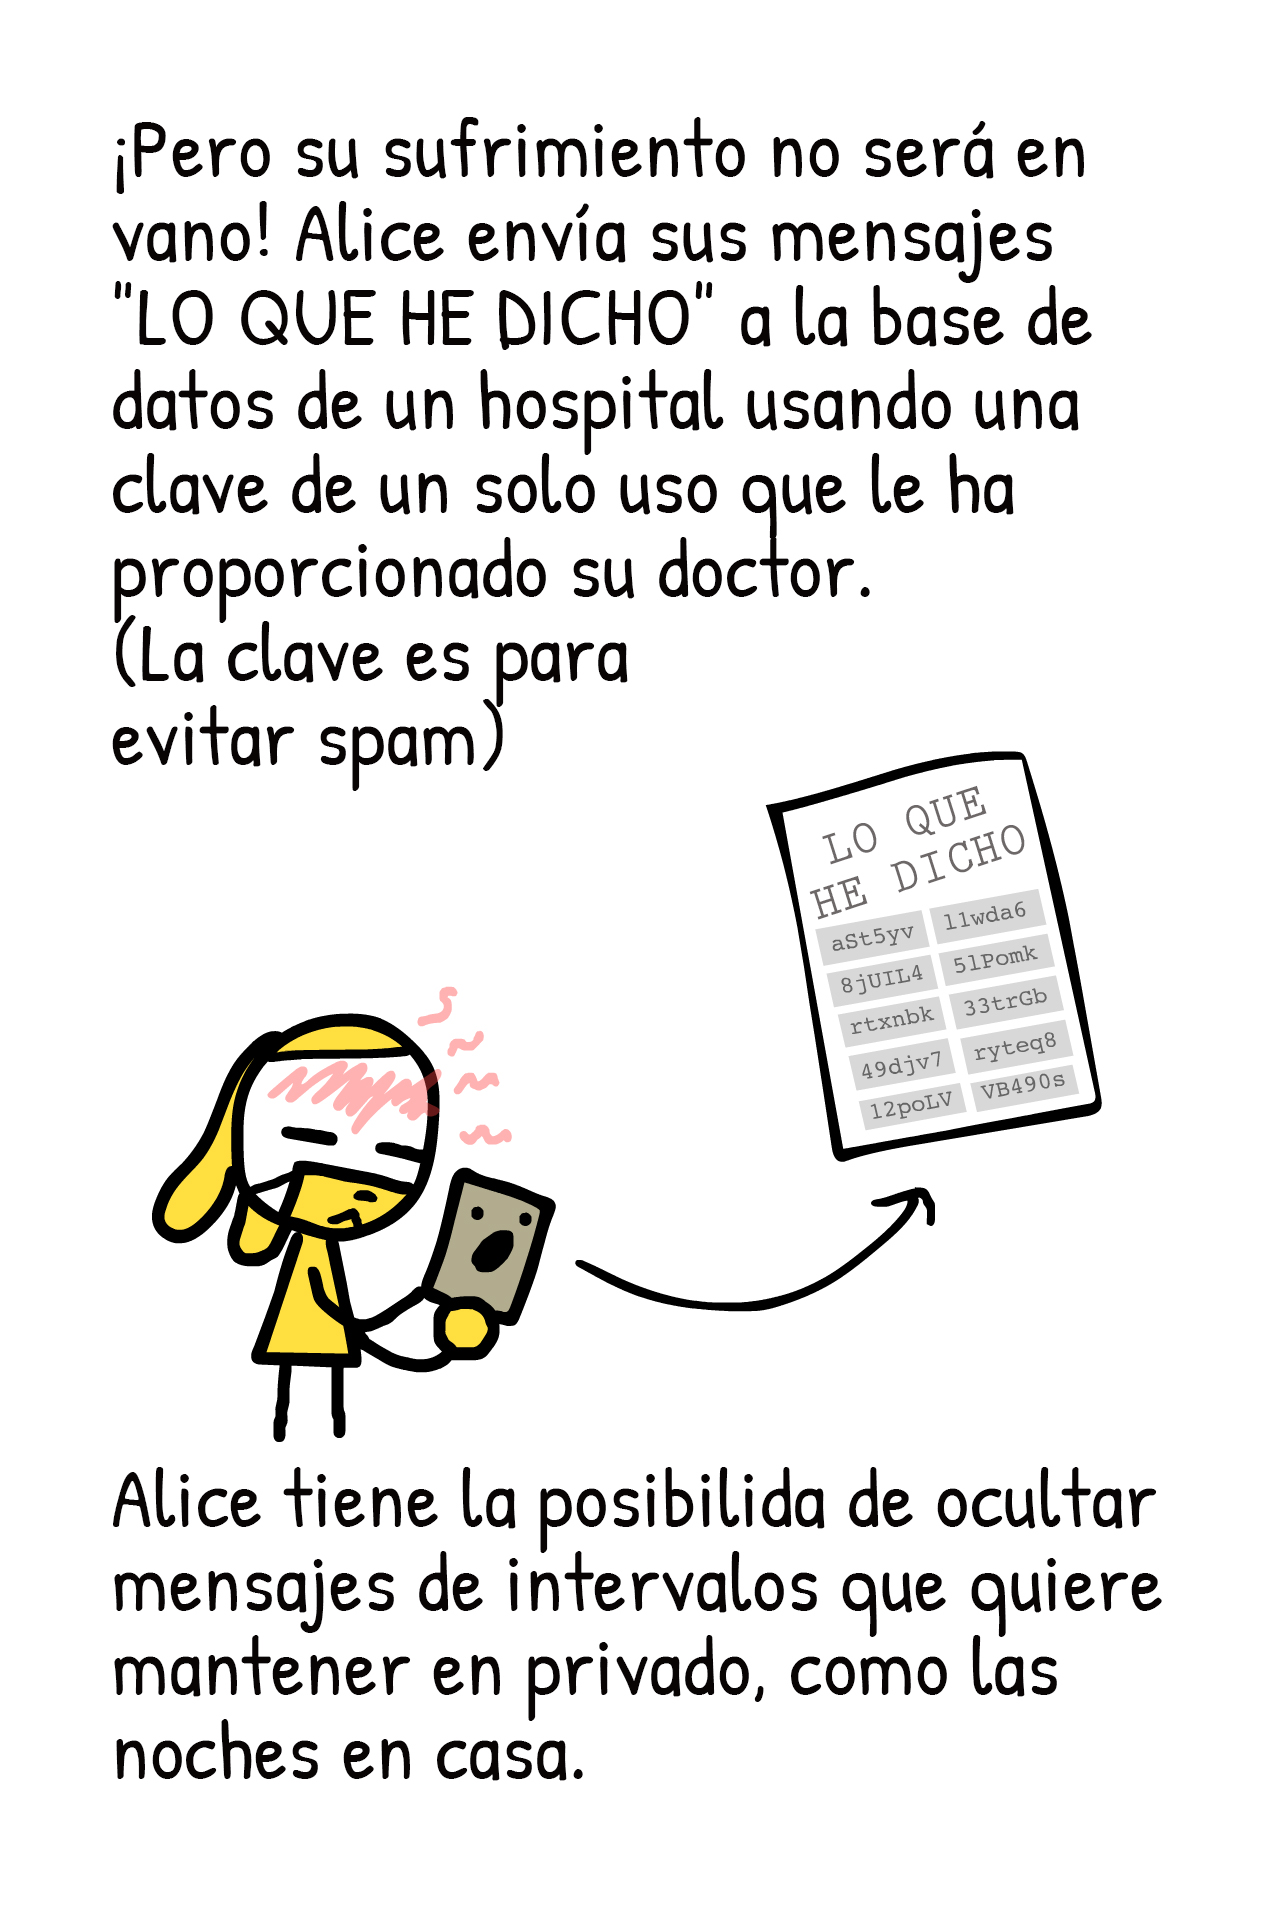 ¡Pero su sufrimiento no será en
vano! Alice envía sus mensajes
"LO QUE HE DICHO" a la base de
datos de un hospital usando una
clave de un solo uso que le ha
proporcionado su doctor.
(La clave es para
evitar spam)
LO QUE
HE DICHO
aSt5yv l1wda6
8jUIL4 5lPomk
rtxnbk 33trGb
49djv7 ryteq8
12poLV VB490s
Alice tiene la posibilida de ocultar
mensajes de intervalos que quiere
mantener en privado, como las
noches en casa.